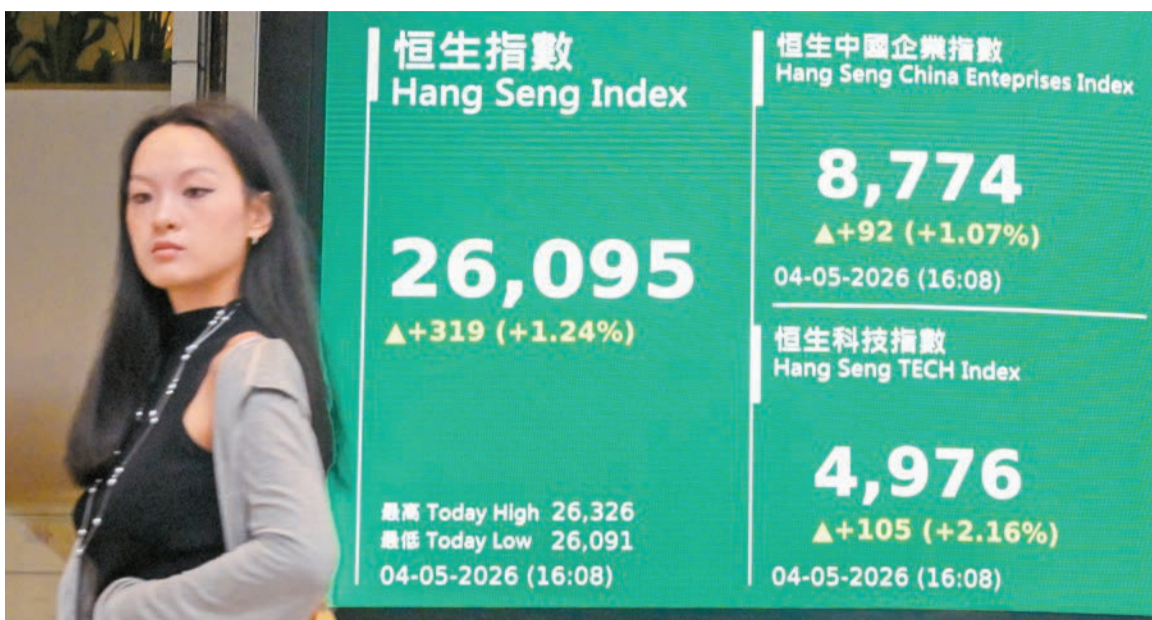 恒生指數
Hang Seng Index
26,095
▲+319 (+1.24%)
最高 Today High 26,326
最低 Today Low 26,091
04-05-2026 (16:08)
恒生中國企業指數
Hang Seng China Enteprises Index
8,774
▲+92 (+1.07%)
04-05-2026 (16:08)
恒生科技指數
Hang Seng TECH Index
4,976
▲+105 (+2.16%)
04-05-2026 (16:08)